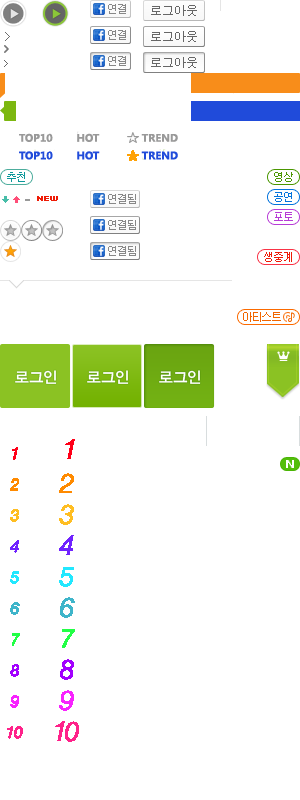 연결 로그아웃
연결 로그아웃
연결 로그아웃
TOP10 HOT TREND
TOP10 HOT TREND
추천 영상
NEW 연결됨 공연
포토
연결됨
연결됨 생중계
아티스트
로그인 로그인 로그인
1 1
N
2 2
3 3
4 4
5 5
6 6
7 7
8 8
9 9
10 10